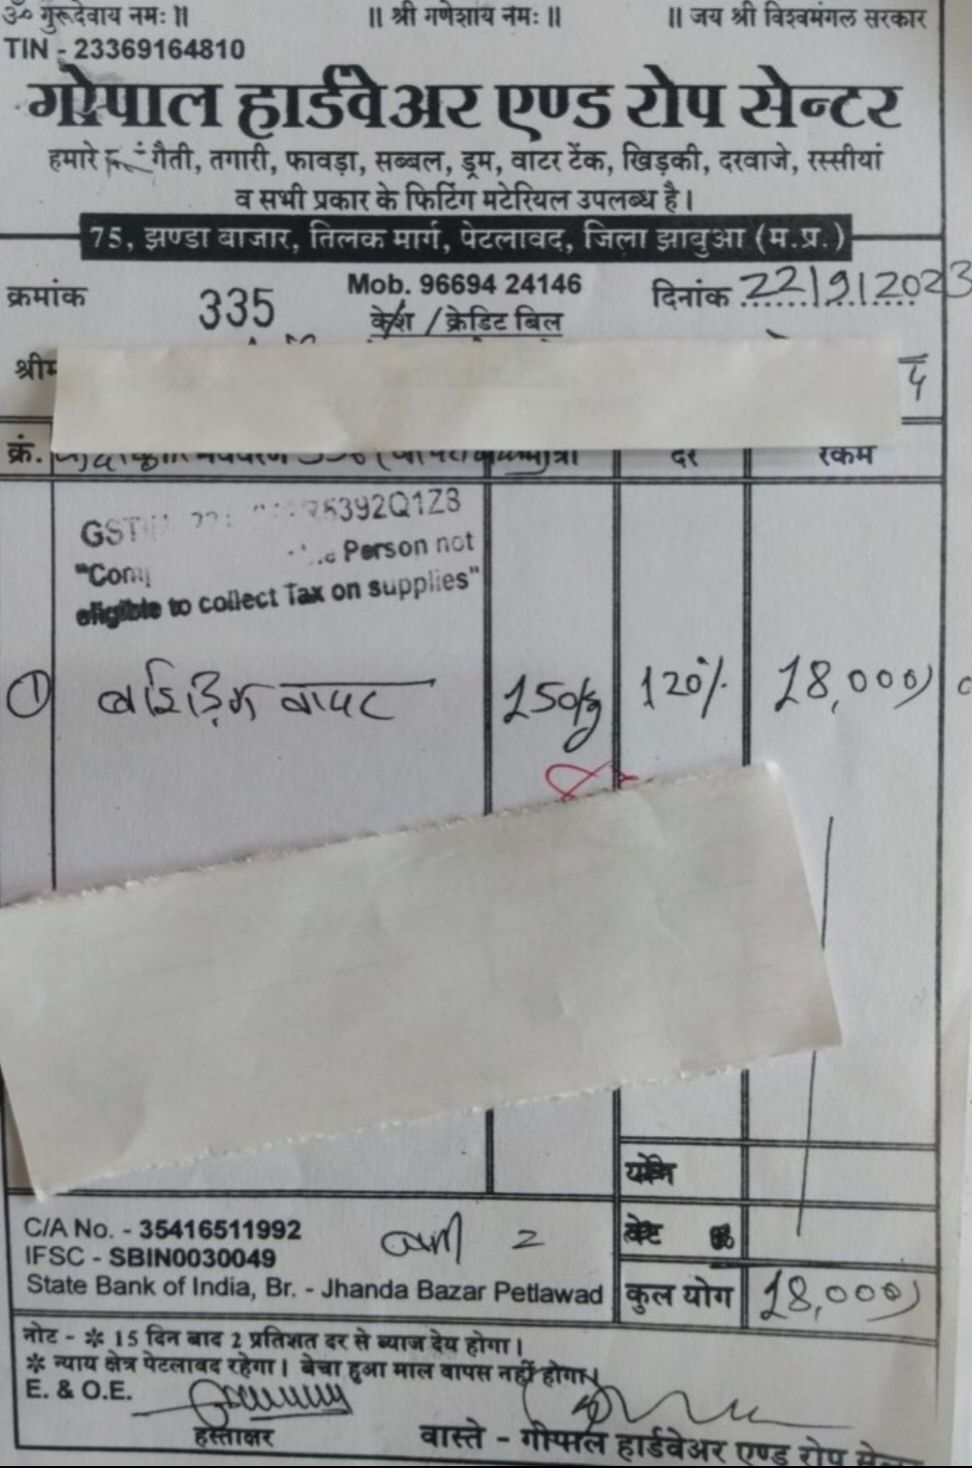 ॐ गुरूदेवाय नमः ॥ ॥ श्री गणेशाय नमः ॥ ॥ जय श्री विश्वमंगल सरकार
TIN - 23369164810
गोपाल हार्डवेअर एण्ड रोप सेन्टर
हमारे गैती, तगारी, फावड़ा, सब्बल, ड्रम, वाटर टेंक, खिड़की, दरवाजे, रस्सीयां
व सभी प्रकार के फिटिंग मटेरियल उपलब्ध है।
75, झण्डा बाजार, तिलक मार्ग, पेटलावद, जिला झाबुआ (म.प्र.)
क्रमांक 335 Mob. 96694 24146 दिनांक 22/9/2023
केश / क्रेडिट बिल
क्रं. दर रकम
6392Q1Z8
Person not
eligible to collect Tax on supplies"
① 150kg 120% 18,000)
C/A No. - 35416511992
IFSC - SBIN0030049
State Bank of India, Br. - Jhanda Bazar Petlawad कुल योग 18,000)
नोट - * 15 दिन बाद 2 प्रतिशत दर से ब्याज देय होगा।
* न्याय क्षेत्र पेटलावद रहेगा। बेचा हुआ माल वापस नहीं होगा।
E. & O.E.
हस्ताक्षर वास्ते - गोपाल हार्डवेअर एण्ड रोप सेन्टर